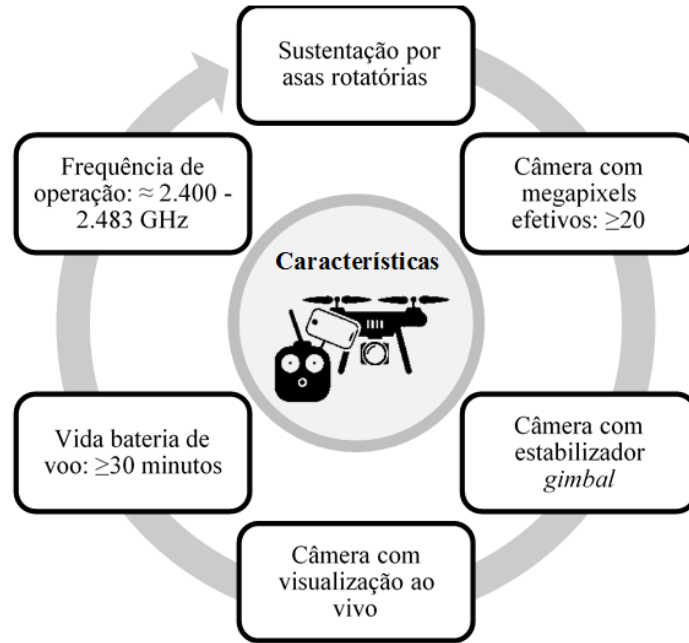 Sustentação por
asas rotatórias
Câmera com
megapixels
efetivos: ≥20
Câmera com
estabilizador
gimbal
Câmera com
visualização ao
vivo
Vida bateria de
voo: ≥30 minutos
Frequência de
operação: ≈ 2.400 -
2.483 GHz
Característicás